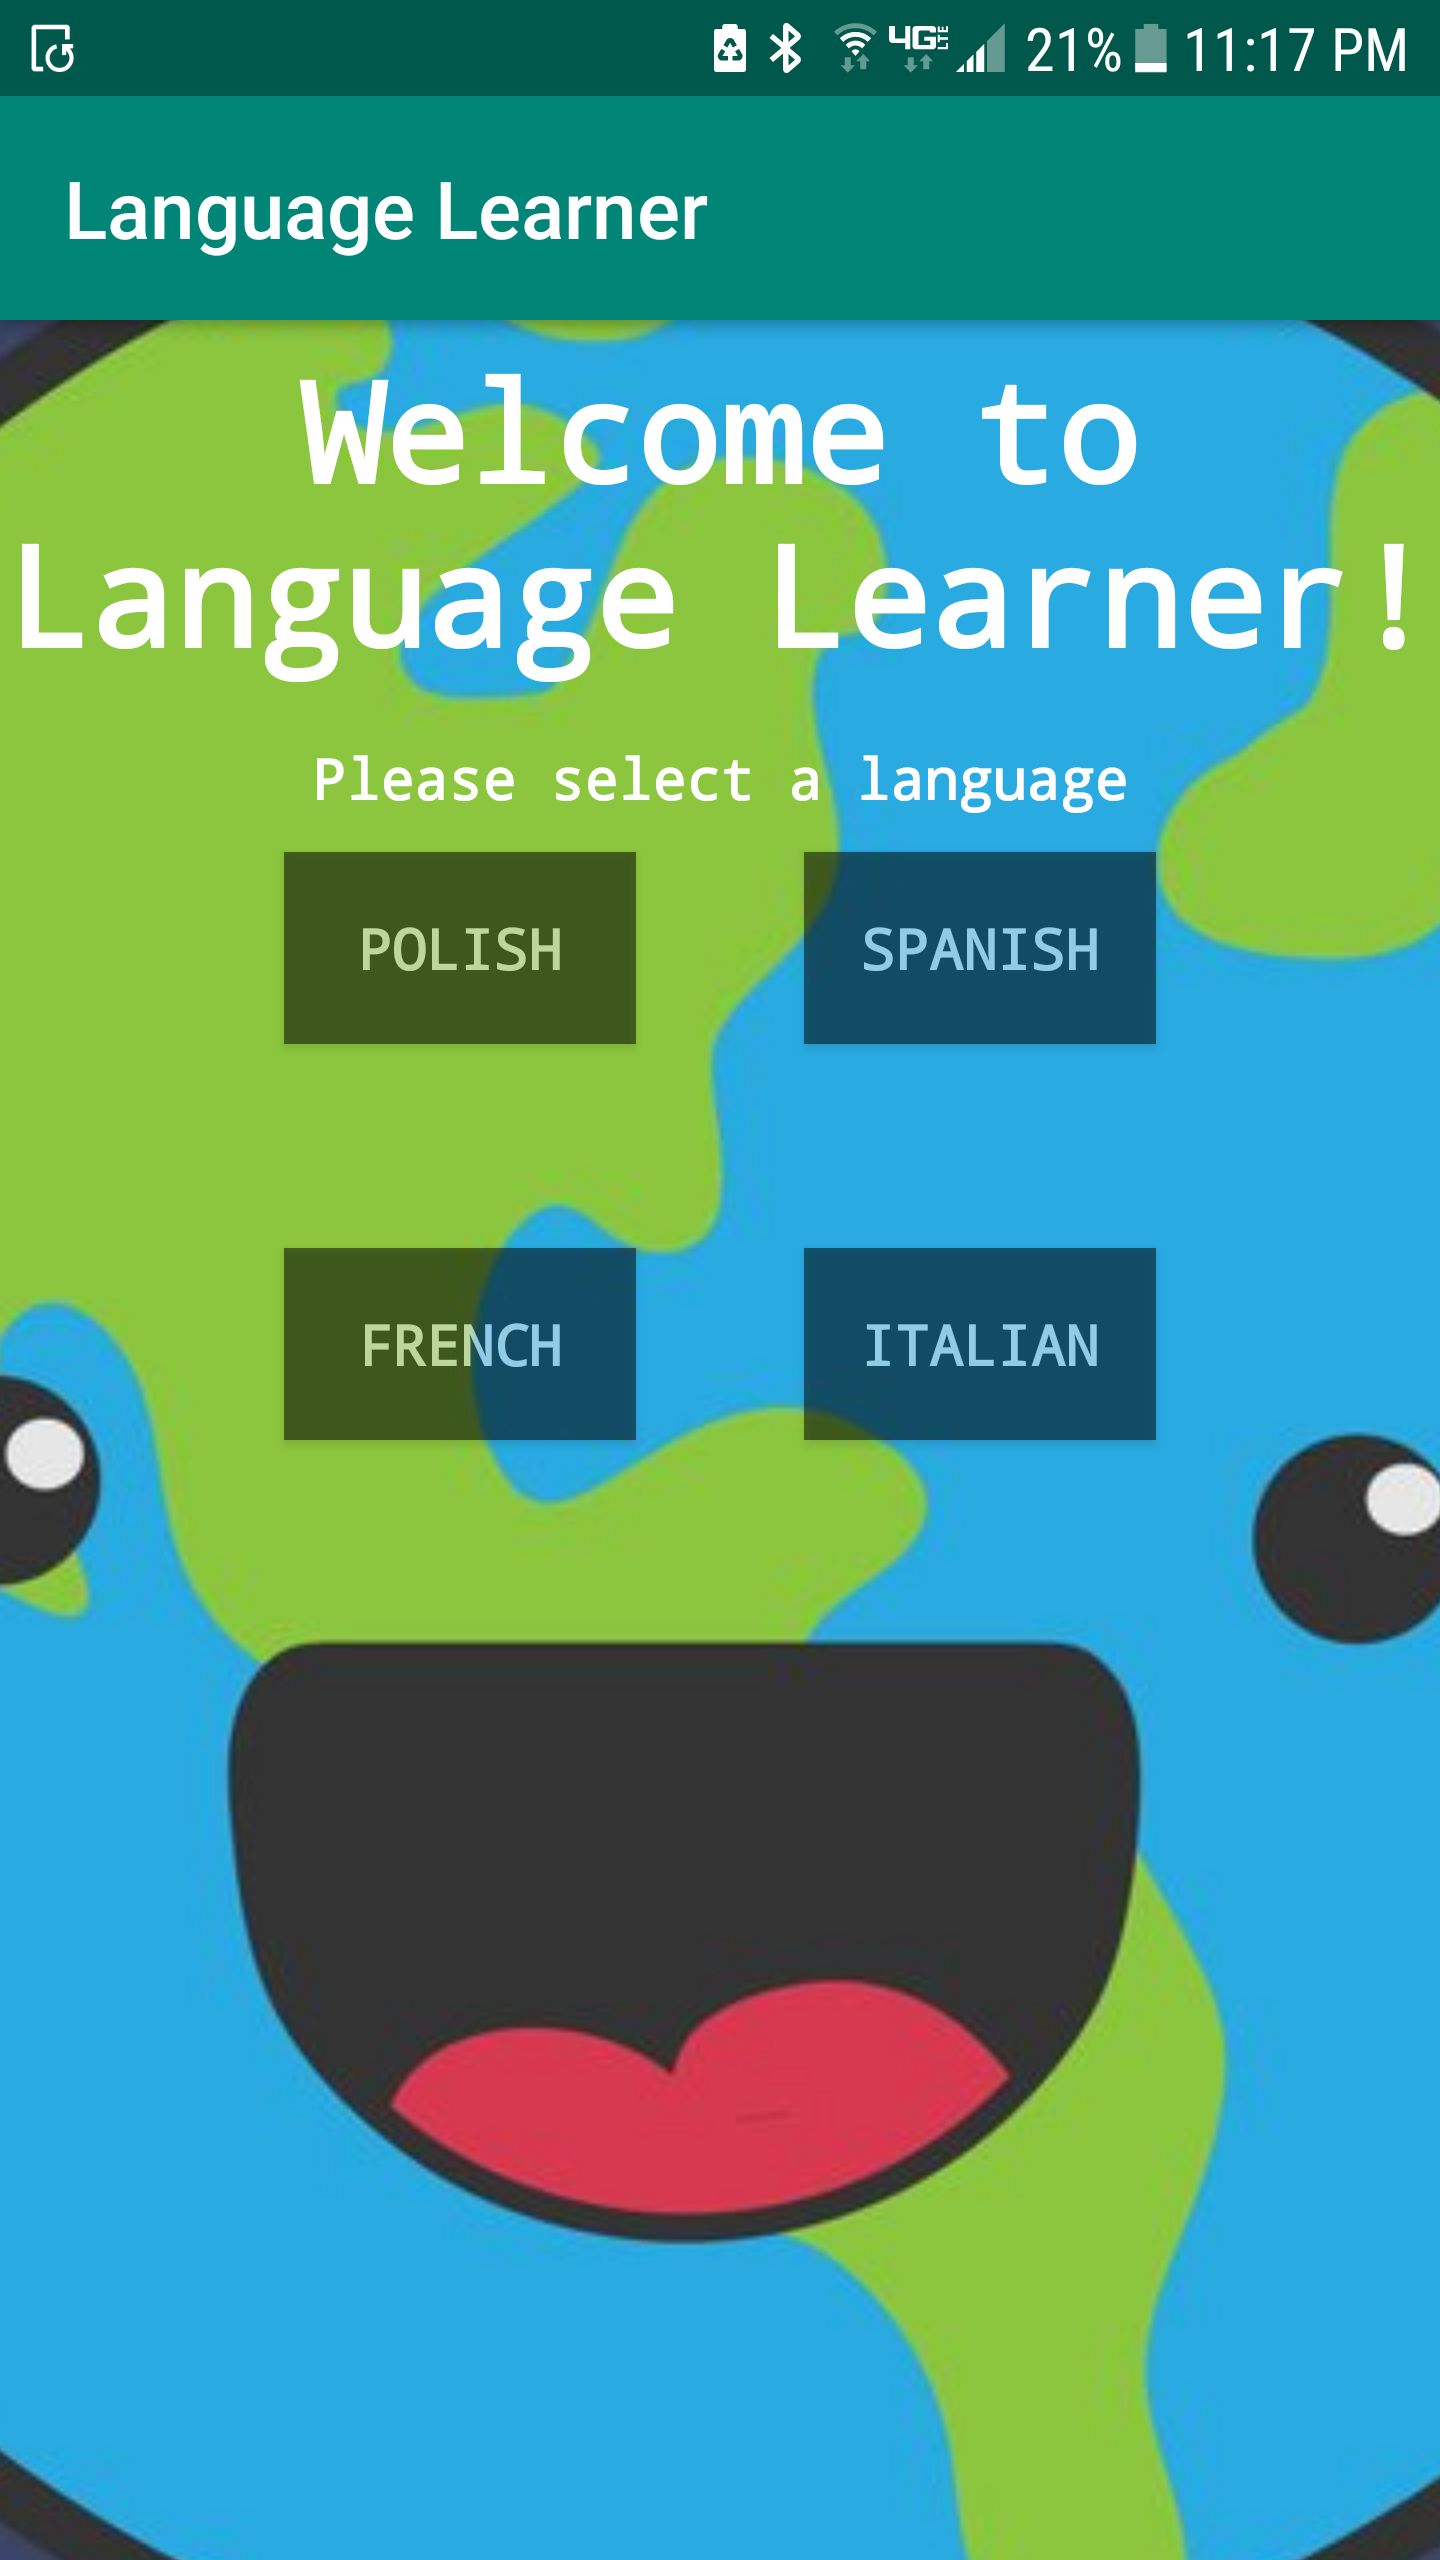 4G LTE 21% 11:17 PM
Language Learner
Welcome to
Language Learner!
Please select a language
POLISH SPANISH
FRENCH ITALIAN